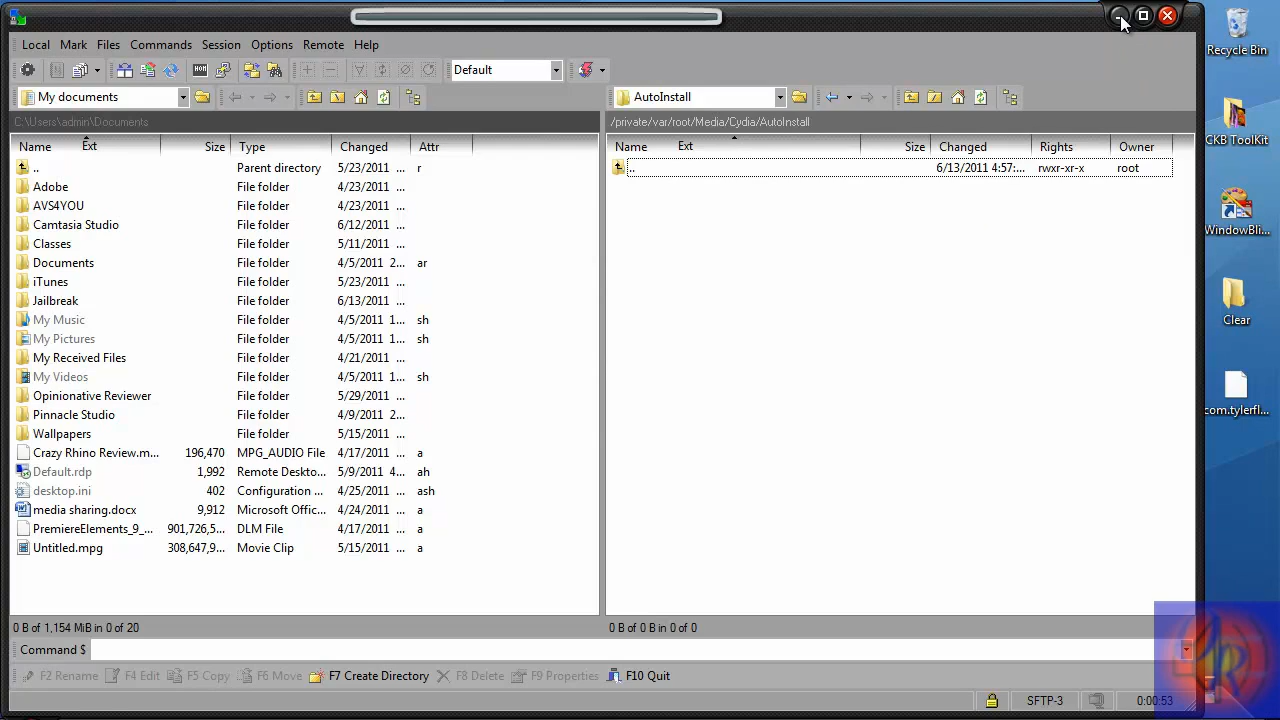 Local Mark Files Commands Session Options Remote Help
Default
My documents
AutoInstall
C:\Users\admin\Documents
/private/var/root/Media/Cydia/AutoInstall
Name Ext Size Type Changed Attr
Name Ext Size Changed Rights Owner
.. Parent directory 5/23/2011 ... r
.. 6/13/2011 4:57:... rwxr-xr-x root
Adobe File folder 4/23/2011 ...
AVS4YOU File folder 4/23/2011 ...
Camtasia Studio File folder 6/12/2011 ...
Classes File folder 5/11/2011 ...
Documents File folder 4/5/2011 2... ar
iTunes File folder 5/23/2011 ...
Jailbreak File folder 6/13/2011 ...
My Music File folder 4/5/2011 1... sh
My Pictures File folder 4/5/2011 1... sh
My Received Files File folder 4/21/2011 ...
My Videos File folder 4/5/2011 1... sh
Opinionative Reviewer File folder 5/29/2011 ...
Pinnacle Studio File folder 4/9/2011 2...
Wallpapers File folder 5/15/2011 ...
Crazy Rhino Review.m... 196,470 MPG_AUDIO File 4/17/2011 ... a
Default.rdp 1,992 Remote Deskto... 5/9/2011 4... ah
desktop.ini 402 Configuration ... 4/25/2011 ... ash
media sharing.docx 9,912 Microsoft Offic... 4/24/2011 ... a
PremiereElements_9_... 901,726,5... DLM File 4/17/2011 ... a
Untitled.mpg 308,647,9... Movie Clip 5/15/2011 ... a
0 B of 1,154 MiB in 0 of 20
0 B of 0 B in 0 of 0
Command $
F2 Rename F4 Edit F5 Copy F6 Move F7 Create Directory F8 Delete F9 Properties F10 Quit
SFTP-3 0:00:53
Recycle Bin
CKB ToolKit
WindowBli...
Clear
com.tylerfl...